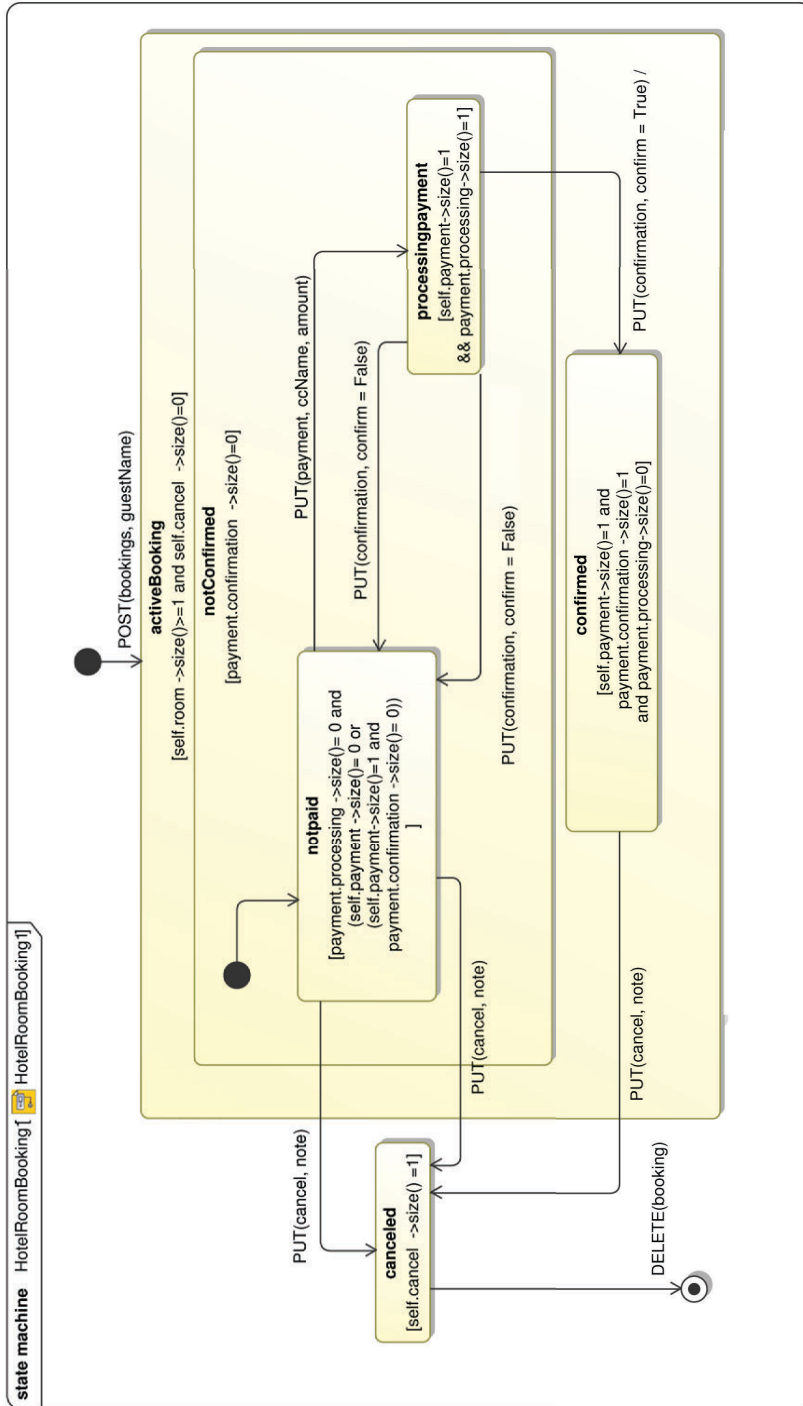 state machine HotelRoomBooking1[ HotelRoomBooking1]
POST(bookings, guestName)
activeBooking
[self.room ->size()>=1 and self.cancel ->size()=0]
notConfirmed
[payment.confirmation ->size()=0]
PUT(payment, ccName, amount)
notpaid
[payment.processing ->size()= 0 and
(self.payment ->size()= 0 or
(self.payment->size()=1 and
payment.confirmation ->size()= 0))
]
PUT(confirmation, confirm = False)
processingpayment
[self.payment->size()=1
&& payment.processing->size()=1]
PUT(cancel, note)
canceled
[self.cancel ->size() =1]
PUT(cancel, note)
PUT(confirmation, confirm = False)
confirmed
[self.payment->size()=1 and
payment.confirmation ->size()=1
and payment.processing->size()=0]
PUT(cancel, note)
PUT(confirmation, confirm = True) /
DELETE(booking)